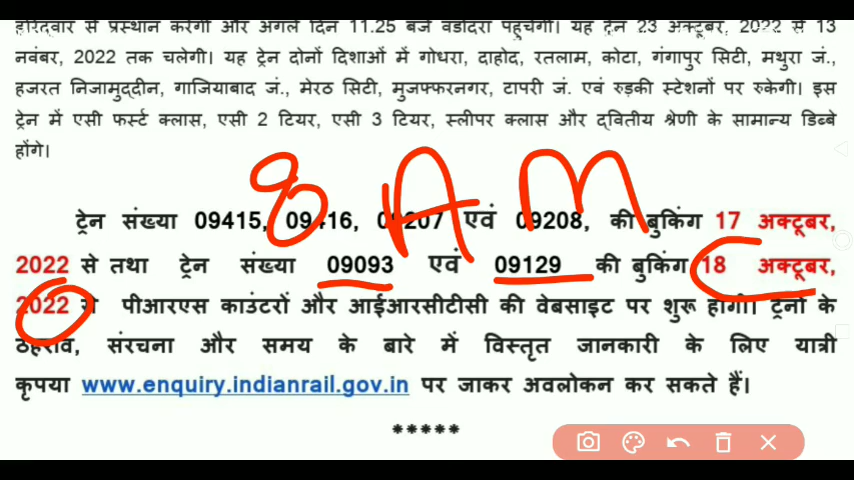 हरिद्वार से प्रस्थान करेगी और अगले दिन 11.25 बजे वडोदरा पहुंचेगी। यह ट्रेन 23 अक्टूबर, 2022 से 13
नवंबर, 2022 तक चलेगी। यह ट्रेन दोनों दिशाओं में गोधरा, दाहोद, रतलाम, कोटा, गंगापुर सिटी, मथुरा जं.,
हजरत निजामुद्दीन, गाजियाबाद जं., मेरठ सिटी, मुजफ्फरनगर, टापरी जं. एवं रुड़की स्टेशनों पर रुकेगी। इस
ट्रेन में एसी फर्स्ट क्लास, एसी 2 टियर, एसी 3 टियर, स्लीपर क्लास और द्वितीय श्रेणी के सामान्य डिब्बे
होंगे।
8 AM
ट्रेन संख्या 09415, 09416, 09207 एवं 09208, की बुकिंग 17 अक्टूबर,
2022 से तथा ट्रेन संख्या 09093 एवं 09129 की बुकिंग 18 अक्टूबर,
2022 से पीआरएस काउंटरों और आईआरसीटीसी की वेबसाइट पर शुरू होगी। ट्रेनों के
ठहराव, संरचना और समय के बारे में विस्तृत जानकारी के लिए यात्री
कृपया www.enquiry.indianrail.gov.in पर जाकर अवलोकन कर सकते हैं।
*****